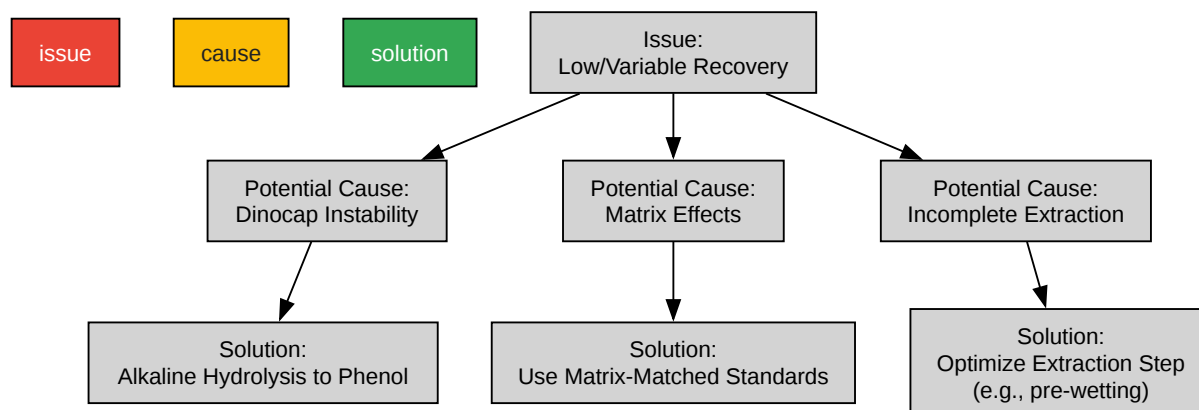 issue
cause
solution
Issue:
Low/Variable Recovery
Potential Cause:
Dinocap Instability
Potential Cause:
Matrix Effects
Potential Cause:
Incomplete Extraction
Solution:
Alkaline Hydrolysis to Phenol
Solution:
Use Matrix-Matched Standards
Solution:
Optimize Extraction Step
(e.g., pre-wetting)